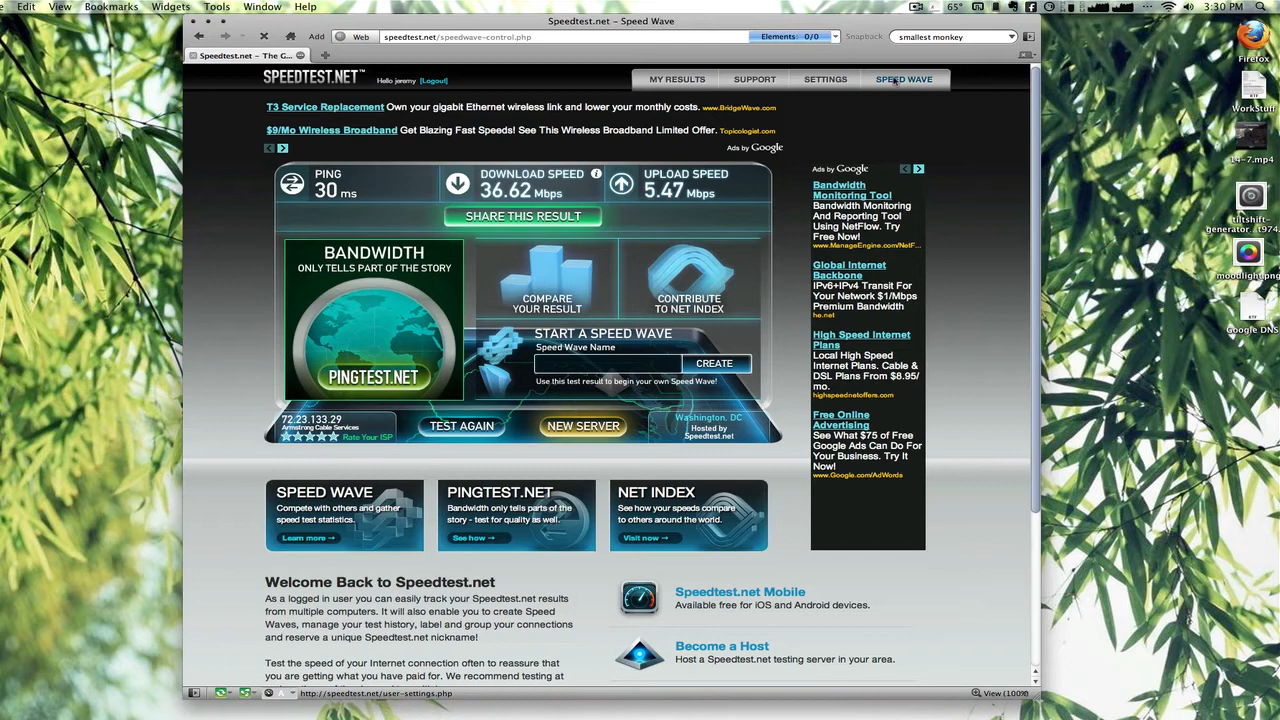 Edit View Bookmarks Widgets Tools Window Help
65°
3:30 PM
Speedtest.net – Speed Wave
Add Web speedtest.net/speedwave-control.php Elements: 0/0 Snapback smallest monkey
Speedtest.net – The G...
SPEEDTEST.NET™ Hello jeremy [Logout]
MY RESULTS SUPPORT SETTINGS SPEED WAVE
T3 Service Replacement Own your gigabit Ethernet wireless link and lower your monthly costs. www.BridgeWave.com
$9/Mo Wireless Broadband Get Blazing Fast Speeds! See This Wireless Broadband Limited Offer. Topicologist.com
Ads by Google
PING
30 ms
DOWNLOAD SPEED
36.62 Mbps
UPLOAD SPEED
5.47 Mbps
SHARE THIS RESULT
BANDWIDTH
ONLY TELLS PART OF THE STORY
PINGTEST.NET
COMPARE
YOUR RESULT
CONTRIBUTE
TO NET INDEX
START A SPEED WAVE
Speed Wave Name
CREATE
Use this test result to begin your own Speed Wave!
72.23.133.29
Armstrong Cable Services
Rate Your ISP
TEST AGAIN
NEW SERVER
Washington, DC
Hosted by
Speedtest.net
Ads by Google
Bandwidth
Monitoring Tool
Bandwidth Monitoring
And Reporting Tool
Using NetFlow. Try
Free Now!
www.ManageEngine.com/NetF...
Global Internet
Backbone
IPv6+IPv4 Transit For
Your Network $1/Mbps
Premium Bandwidth
he.net
High Speed Internet
Plans
Local High Speed
Internet Plans. Cable &
DSL Plans From $8.95/
mo.
highspeednetoffers.com
Free Online
Advertising
See What $75 of Free
Google Ads Can Do For
Your Business. Try It
Now!
www.Google.com/AdWords
SPEED WAVE
Compete with others and gather
speed test statistics.
Learn more →
PINGTEST.NET
Bandwidth only tells parts of the
story - test for quality as well.
See how →
NET INDEX
See how your speeds compare
to others around the world.
Visit now →
Welcome Back to Speedtest.net
As a logged in user you can easily track your Speedtest.net results
from multiple computers. It will also enable you to create Speed
Waves, manage your test history, label and group your connections
and reserve a unique Speedtest.net nickname!
Test the speed of your Internet connection often to reassure that
you are getting what you have paid for. We recommend testing at
Speedtest.net Mobile
Available free for iOS and Android devices.
Become a Host
Host a Speedtest.net testing server in your area.
http://speedtest.net/user-settings.php
View (100%)
Firefox
WorkStuff
14-7.mp4
tiltshift-
generator...t974.
moodlightpng
Google DNS